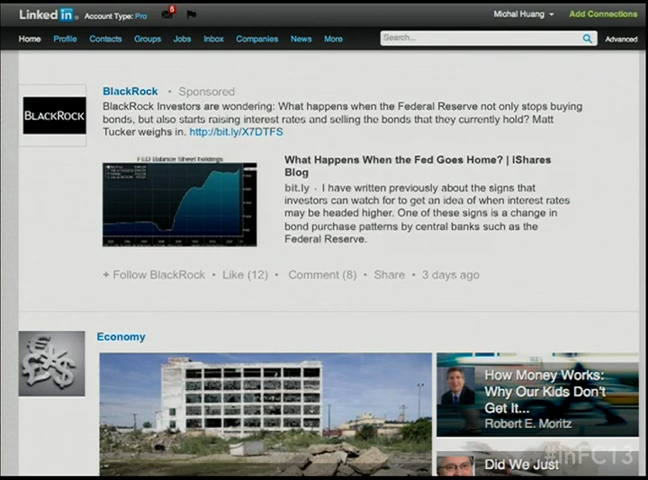 Linked in Account Type: Pro 5 Michal Huang Add Connections
Home Profile Contacts Groups Jobs Inbox Companies News More Search... Advanced
BlackRock • Sponsored
BLACKROCK
BlackRock Investors are wondering: What happens when the Federal Reserve not only stops buying
bonds, but also starts raising interest rates and selling the bonds that they currently hold? Matt
Tucker weighs in. http://bit.ly/X7DTFS
FED Balance Sheet holdings
What Happens When the Fed Goes Home? | iShares
Blog
bit.ly · I have written previously about the signs that
investors can watch for to get an idea of when interest rates
may be headed higher. One of these signs is a change in
bond purchase patterns by central banks such as the
Federal Reserve.
+ Follow BlackRock • Like (12) • Comment (8) • Share • 3 days ago
Economy
How Money Works:
Why Our Kids Don't
Get It...
Robert E. Moritz
Did We Just
#inFC13